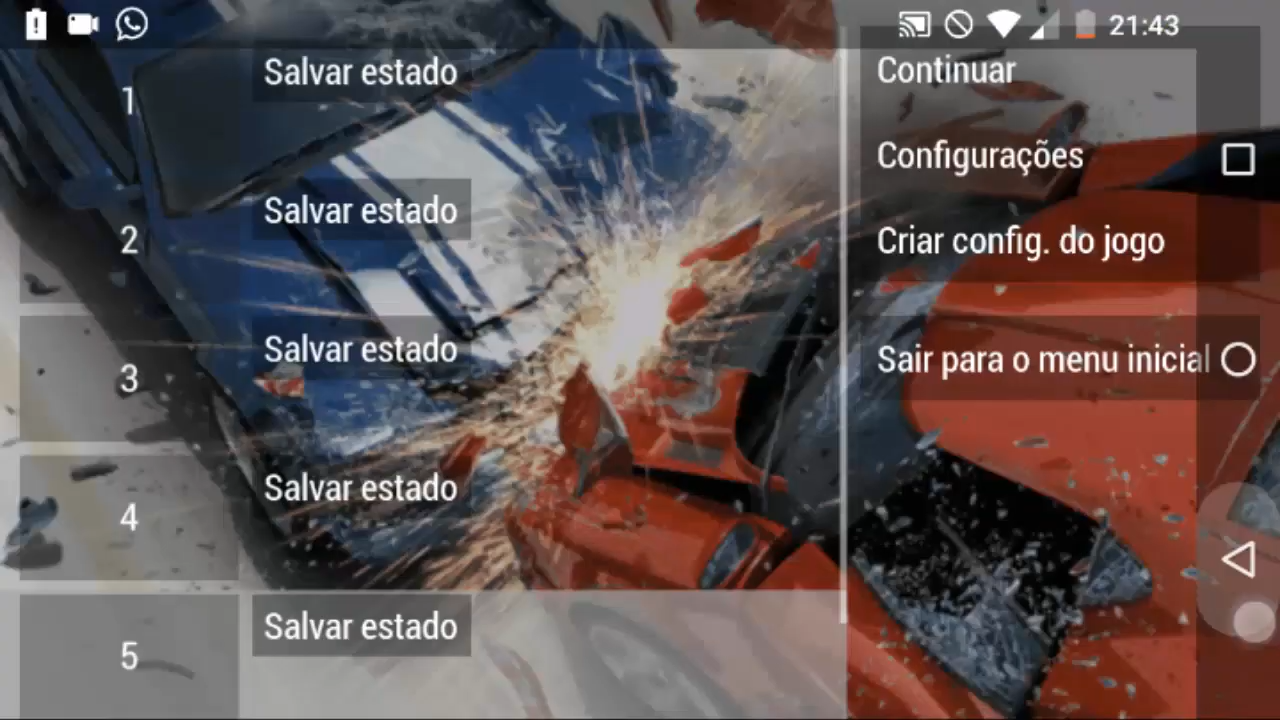 21:43
1
Salvar estado
2
Salvar estado
3
Salvar estado
4
Salvar estado
5
Salvar estado
Continuar
Configurações
Criar config. do jogo
Sair para o menu inicial